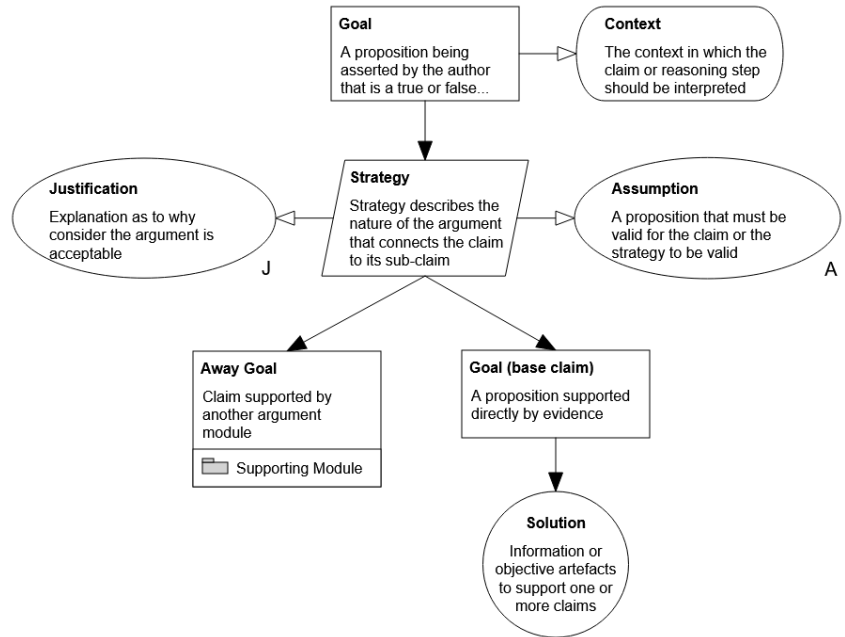 Goal
A proposition being
asserted by the author
that is a true or false...
Context
The context in which the
claim or reasoning step
should be interpreted
Justification
Explanation as to why
consider the argument is
acceptable
J
Strategy
Strategy describes the
nature of the argument
that connects the claim
to its sub-claim
Assumption
A proposition that must be
valid for the claim or the
strategy to be valid
A
Away Goal
Claim supported by
another argument
module
Supporting Module
Goal (base claim)
A proposition supported
directly by evidence
Solution
Information or
objective artefacts
to support one or
more claims